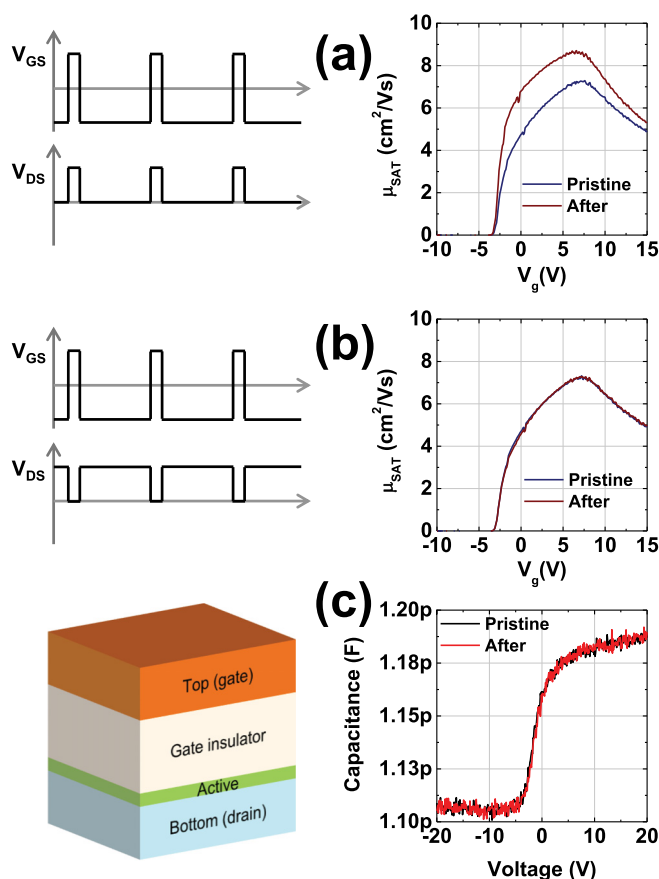 V_GS
V_DS
(a)
10
8
6
4
2
0
μ_SAT (cm²/Vs)
Pristine
After
-10 -5 0 5 10 15
V_g(V)
V_GS
V_DS
(b)
10
8
6
4
2
0
μ_SAT (cm²/Vs)
Pristine
After
-10 -5 0 5 10 15
V_g(V)
Top (gate)
Gate insulator
Active
Bottom (drain)
(c)
1.20p
1.18p
1.15p
1.13p
1.10p
Capacitance (F)
Pristine
After
-20 -10 0 10 20
Voltage (V)